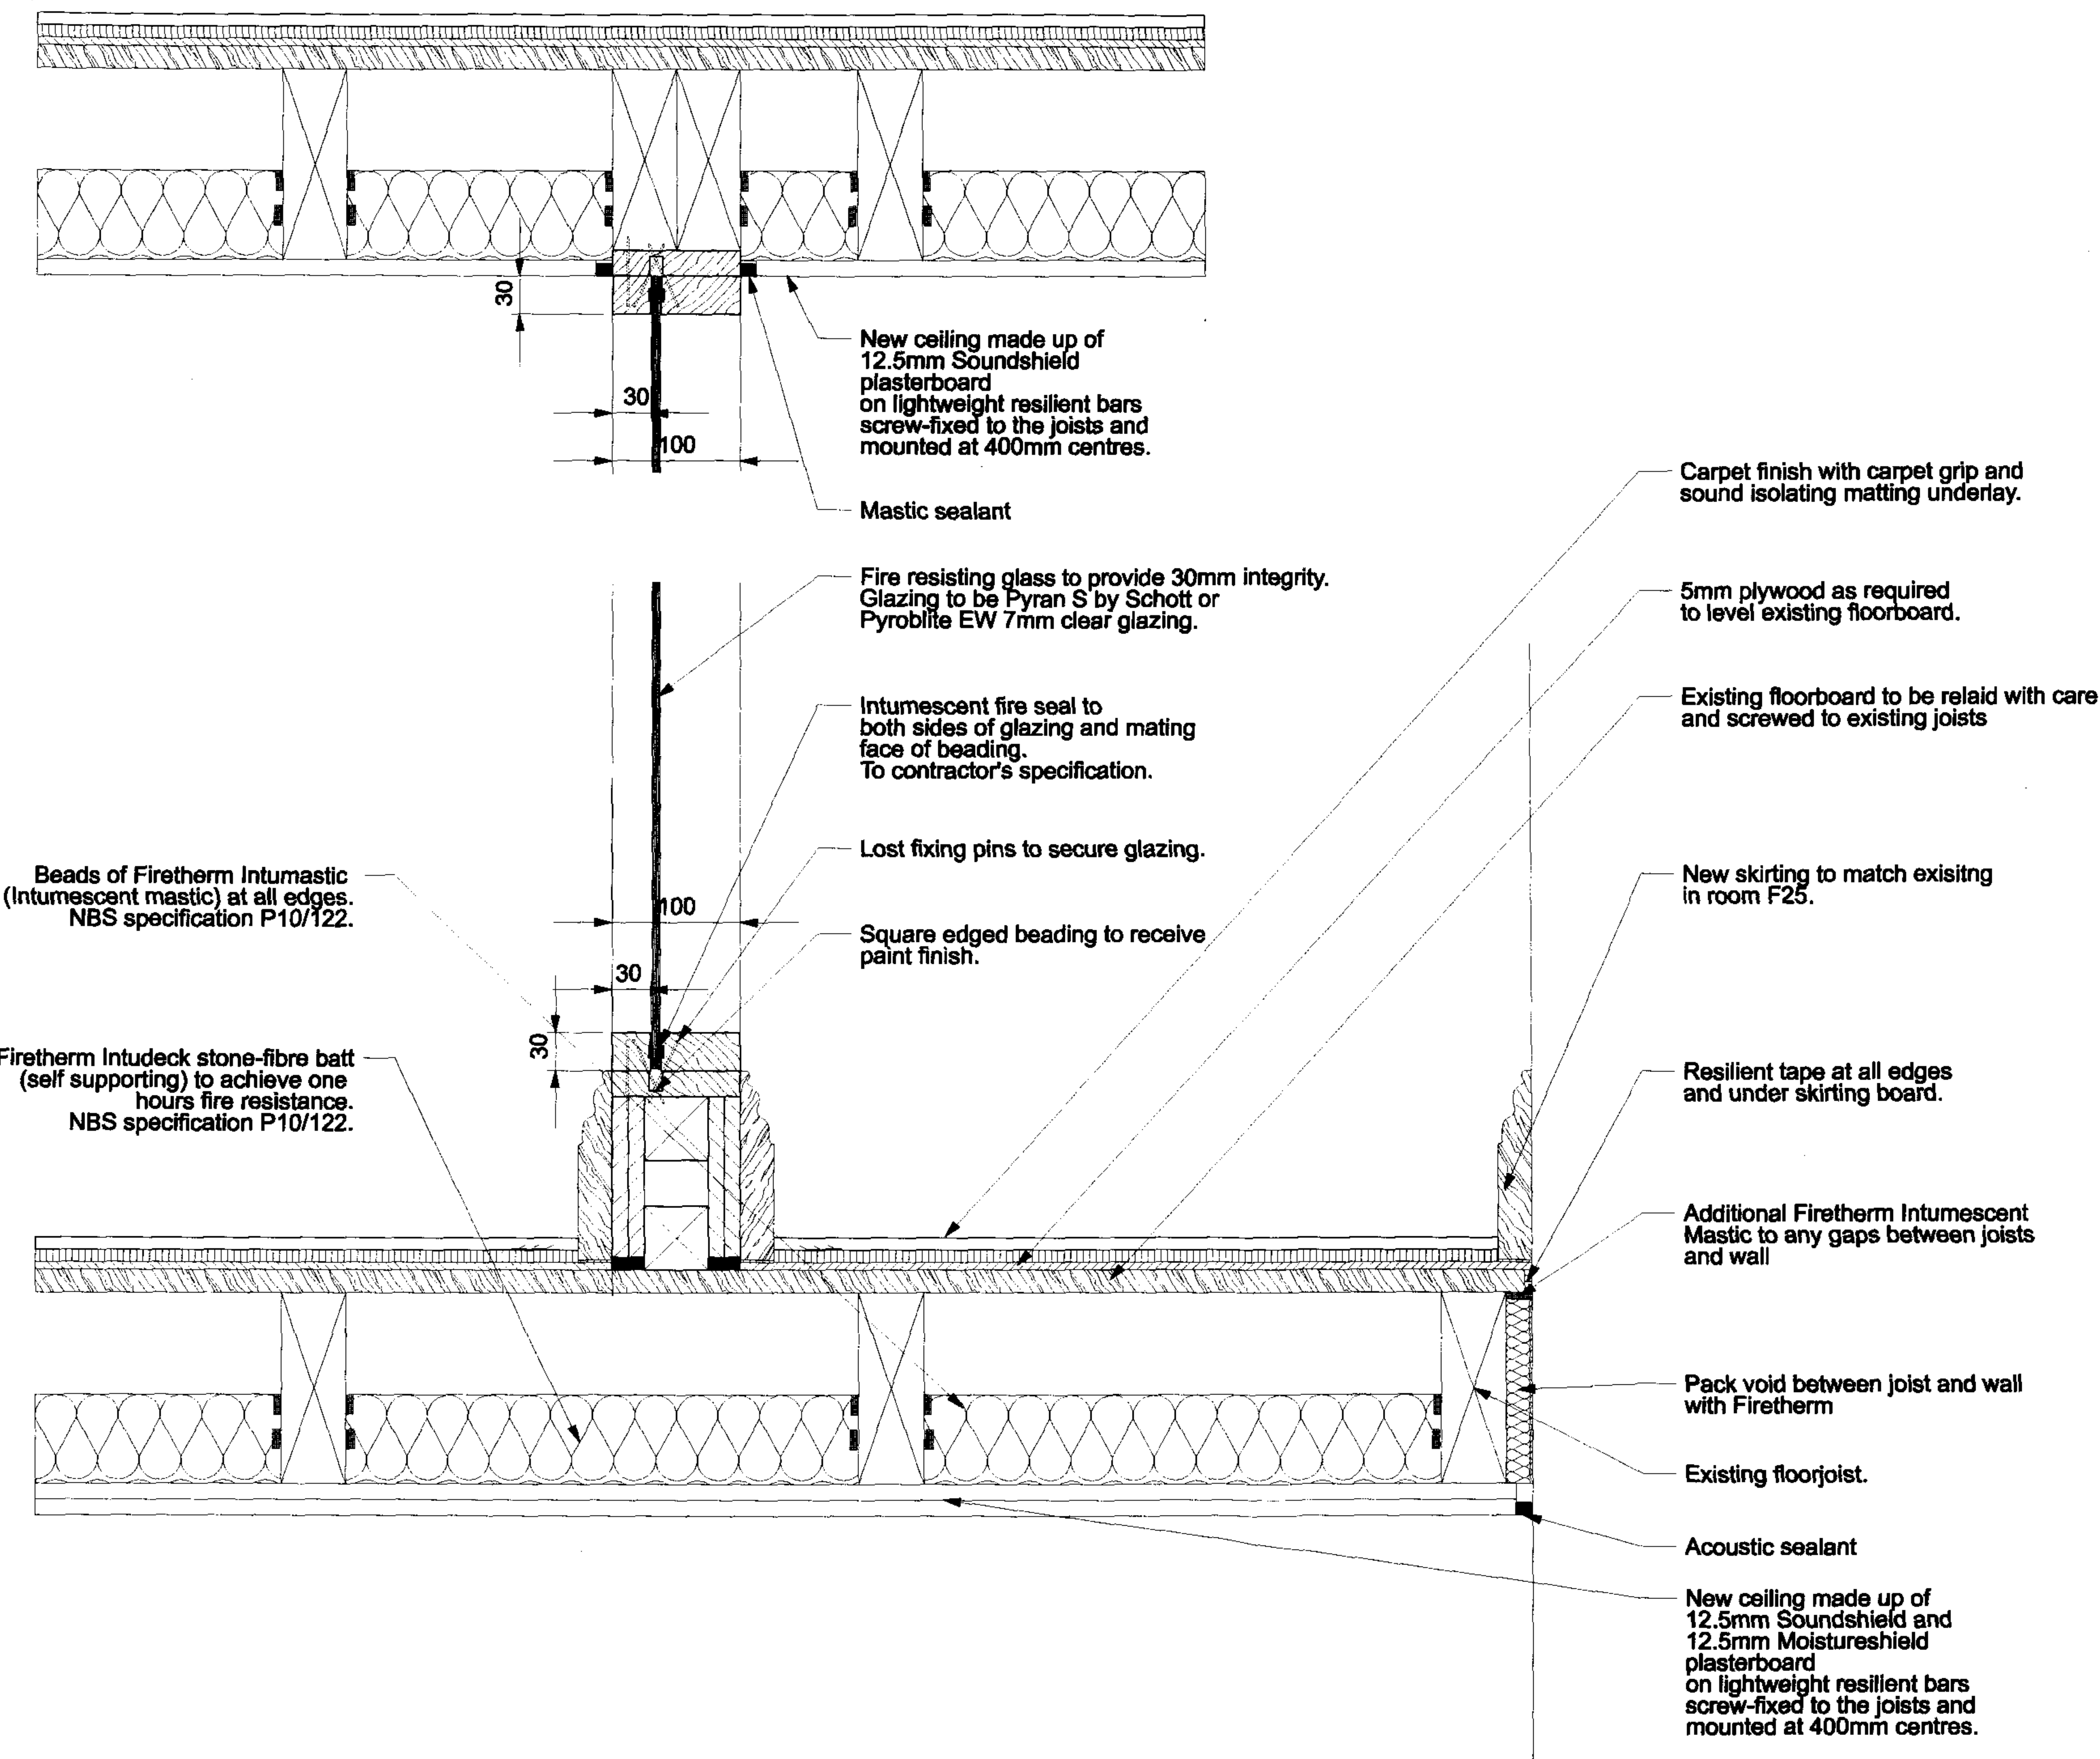 30
New ceiling made up of
12.5mm Soundshield
plasterboard
on lightweight resilient bars
screw-fixed to the joists and
mounted at 400mm centres.
30
100
Mastic sealant
Fire resisting glass to provide 30mm integrity.
Glazing to be Pyran S by Schott or
Pyroblite EW 7mm clear glazing.
Intumescent fire seal to
both sides of glazing and mating
face of beading.
To contractor's specification.
Lost fixing pins to secure glazing.
Square edged beading to receive
paint finish.
100
30
30
Beads of Firetherm Intumastic
(Intumescent mastic) at all edges.
NBS specification P10/122.
Firetherm Intudeck stone-fibre batt
(self supporting) to achieve one
hours fire resistance.
NBS specification P10/122.
Carpet finish with carpet grip and
sound isolating matting underlay.
5mm plywood as required
to level existing floorboard.
Existing floorboard to be relaid with care
and screwed to existing joists
New skirting to match exisitng
in room F25.
Resilient tape at all edges
and under skirting board.
Additional Firetherm Intumescent
Mastic to any gaps between joists
and wall
Pack void between joist and wall
with Firetherm
Existing floorjoist.
Acoustic sealant
New ceiling made up of
12.5mm Soundshield and
12.5mm Moistureshield
plasterboard
on lightweight resilient bars
screw-fixed to the joists and
mounted at 400mm centres.